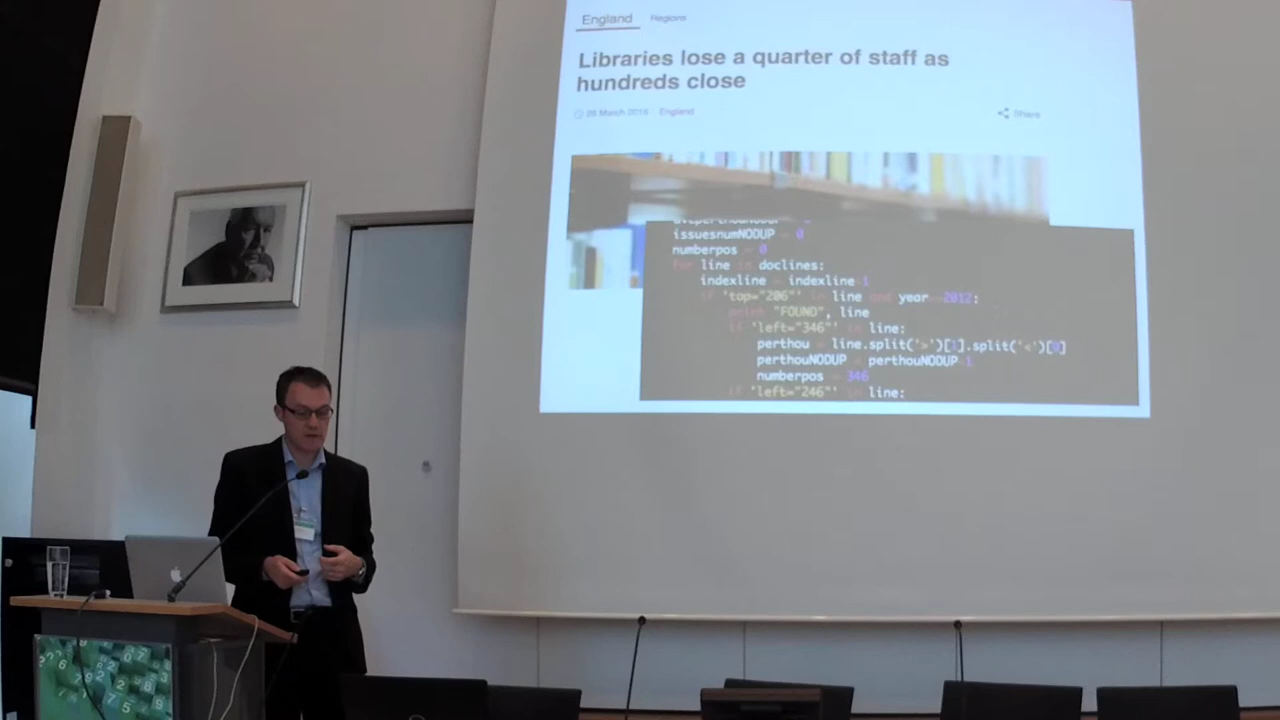 England Regions
Libraries lose a quarter of staff as
hundreds close
March England Share
issuesnumNODUP = 0
numberpos = 0
for line in doclines:
indexline = indexline+1
if 'top="206"' in line and year==2012:
print "FOUND", line
if 'left="346"' in line:
perthou = line.split('>')[1].split('<')[0]
perthouNODUP = perthouNODUP+1
numberpos = 346
if 'left="246"' in line: